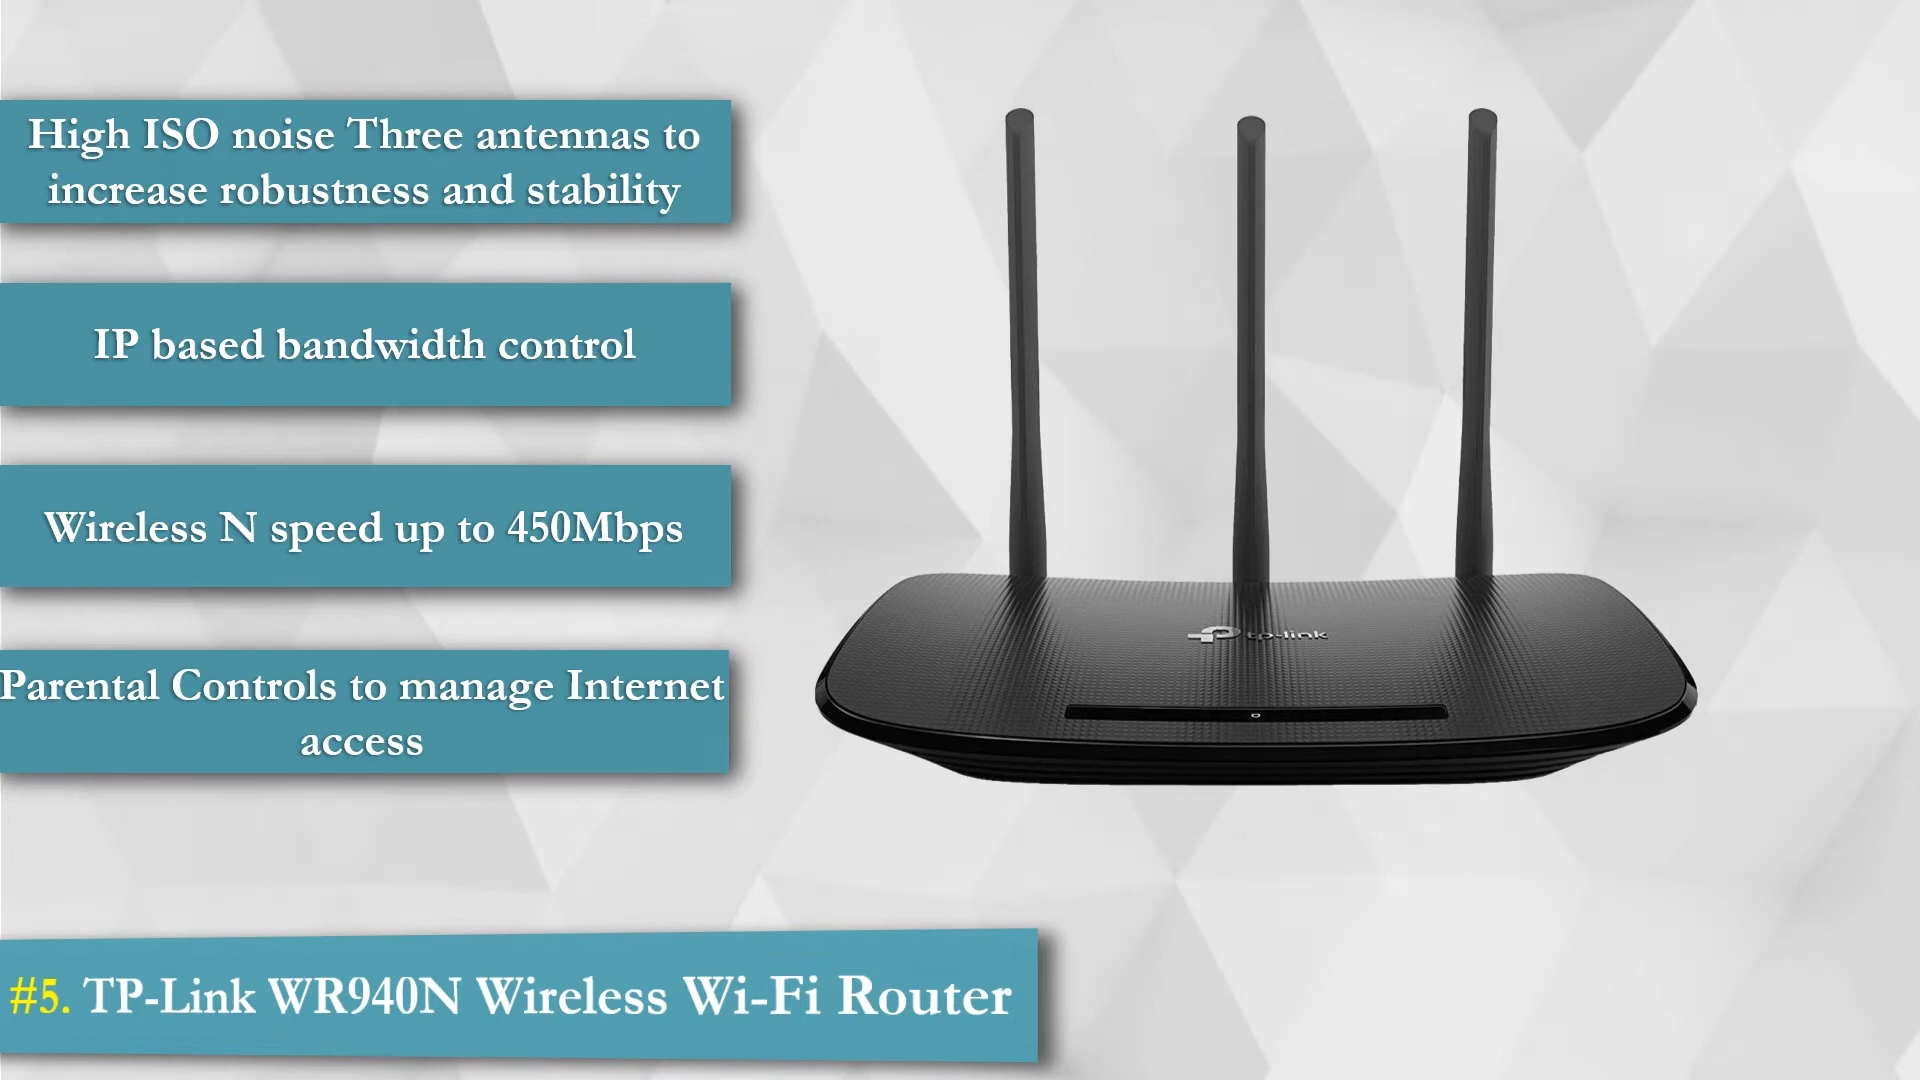 High ISO noise Three antennas to
increase robustness and stability
IP based bandwidth control
Wireless N speed up to 450Mbps
Parental Controls to manage Internet
access
tp-link
#5. TP-Link WR940N Wireless Wi-Fi Router